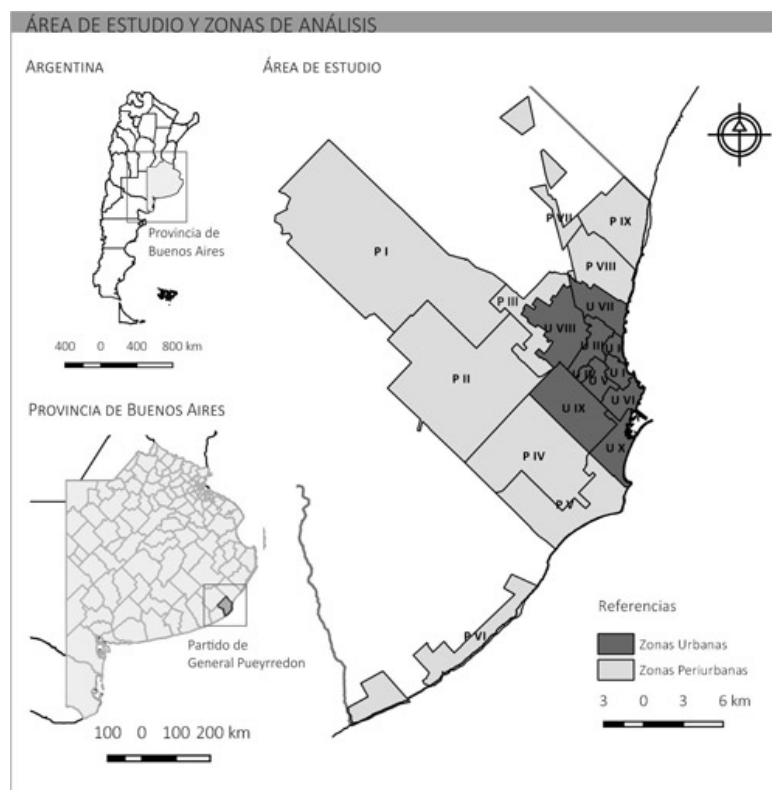 ÁREA DE ESTUDIO Y ZONAS DE ANÁLISIS
ARGENTINA
Provincia de
Buenos Aires
400 0 400 800 km
PROVINCIA DE BUENOS AIRES
Partido de
General Pueyrredon
100 0 100 200 km
ÁREA DE ESTUDIO
P VII
P IX
P I
P VIII
P III
U VII
U VIII
U III
U I
P II
U V
U VI
U IX
U X
P IV
P V
P VI
Referencias
Zonas Urbanas
Zonas Periurbanas
3 0 3 6 km